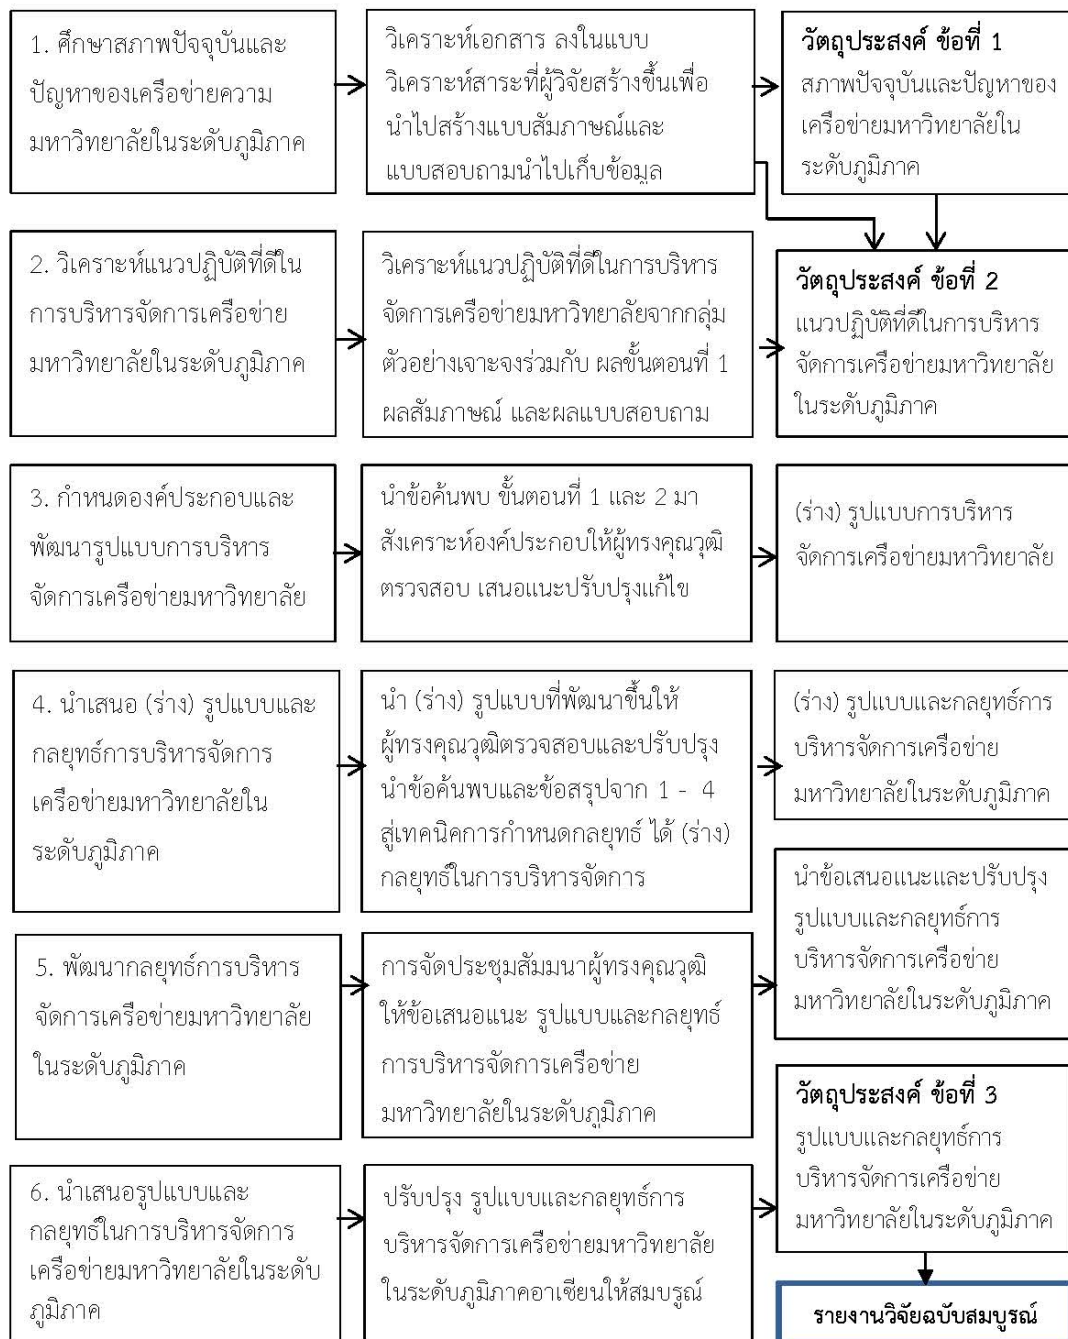 1. ศึกษาสภาพปัจจุบันและ
ปัญหาของเครือข่ายความ
มหาวิทยาลัยในระดับภูมิภาค
วิเคราะห์เอกสาร ลงในแบบ
วิเคราะห์สาระที่ผู้วิจัยสร้างขึ้นเพื่อ
นำไปสร้างแบบสัมภาษณ์และ
แบบสอบถามนำไปเก็บข้อมูล
วัตถุประสงค์ ข้อที่ 1
สภาพปัจจุบันและปัญหาของ
เครือข่ายมหาวิทยาลัยใน
ระดับภูมิภาค
2. วิเคราะห์แนวปฏิบัติที่ดีใน
การบริหารจัดการเครือข่าย
มหาวิทยาลัยในระดับภูมิภาค
วิเคราะห์แนวปฏิบัติที่ดีในการบริหาร
จัดการเครือข่ายมหาวิทยาลัยจากกลุ่ม
ตัวอย่างเจาะจงร่วมกับ ผลขั้นตอนที่ 1
ผลสัมภาษณ์ และผลแบบสอบถาม
วัตถุประสงค์ ข้อที่ 2
แนวปฏิบัติที่ดีในการบริหาร
จัดการเครือข่ายมหาวิทยาลัย
ในระดับภูมิภาค
3. กำหนดองค์ประกอบและ
พัฒนารูปแบบการบริหาร
จัดการเครือข่ายมหาวิทยาลัย
นำข้อค้นพบ ขั้นตอนที่ 1 และ 2 มา
สังเคราะห์องค์ประกอบให้ผู้ทรงคุณวุฒิ
ตรวจสอบ เสนอแนะปรับปรุงแก้ไข
(ร่าง) รูปแบบการบริหาร
จัดการเครือข่ายมหาวิทยาลัย
4. นำเสนอ (ร่าง) รูปแบบและ
กลยุทธ์การบริหารจัดการ
เครือข่ายมหาวิทยาลัยใน
ระดับภูมิภาค
นำ (ร่าง) รูปแบบที่พัฒนาขึ้นให้
ผู้ทรงคุณวุฒิตรวจสอบและปรับปรุง
นำข้อค้นพบและข้อสรุปจาก 1 - 4
สู่เทคนิคการกำหนดกลยุทธ์ ได้ (ร่าง)
กลยุทธ์ในการบริหารจัดการ
(ร่าง) รูปแบบและกลยุทธ์การ
บริหารจัดการเครือข่าย
มหาวิทยาลัยในระดับภูมิภาค
นำข้อเสนอแนะและปรับปรุง
รูปแบบและกลยุทธ์การ
บริหารจัดการเครือข่าย
มหาวิทยาลัยในระดับภูมิภาค
5. พัฒนากลยุทธ์การบริหาร
จัดการเครือข่ายมหาวิทยาลัย
ในระดับภูมิภาค
การจัดประชุมสัมมนาผู้ทรงคุณวุฒิ
ให้ข้อเสนอแนะ รูปแบบและกลยุทธ์
การบริหารจัดการเครือข่าย
มหาวิทยาลัยในระดับภูมิภาค
วัตถุประสงค์ ข้อที่ 3
รูปแบบและกลยุทธ์การ
บริหารจัดการเครือข่าย
มหาวิทยาลัยในระดับภูมิภาค
6. นำเสนอรูปแบบและ
กลยุทธ์ในการบริหารจัดการ
เครือข่ายมหาวิทยาลัยในระดับ
ภูมิภาค
ปรับปรุง รูปแบบและกลยุทธ์การ
บริหารจัดการเครือข่ายมหาวิทยาลัย
ในระดับภูมิภาคอาเซียนให้สมบรูณ์
รายงานวิจัยฉบับสมบูรณ์